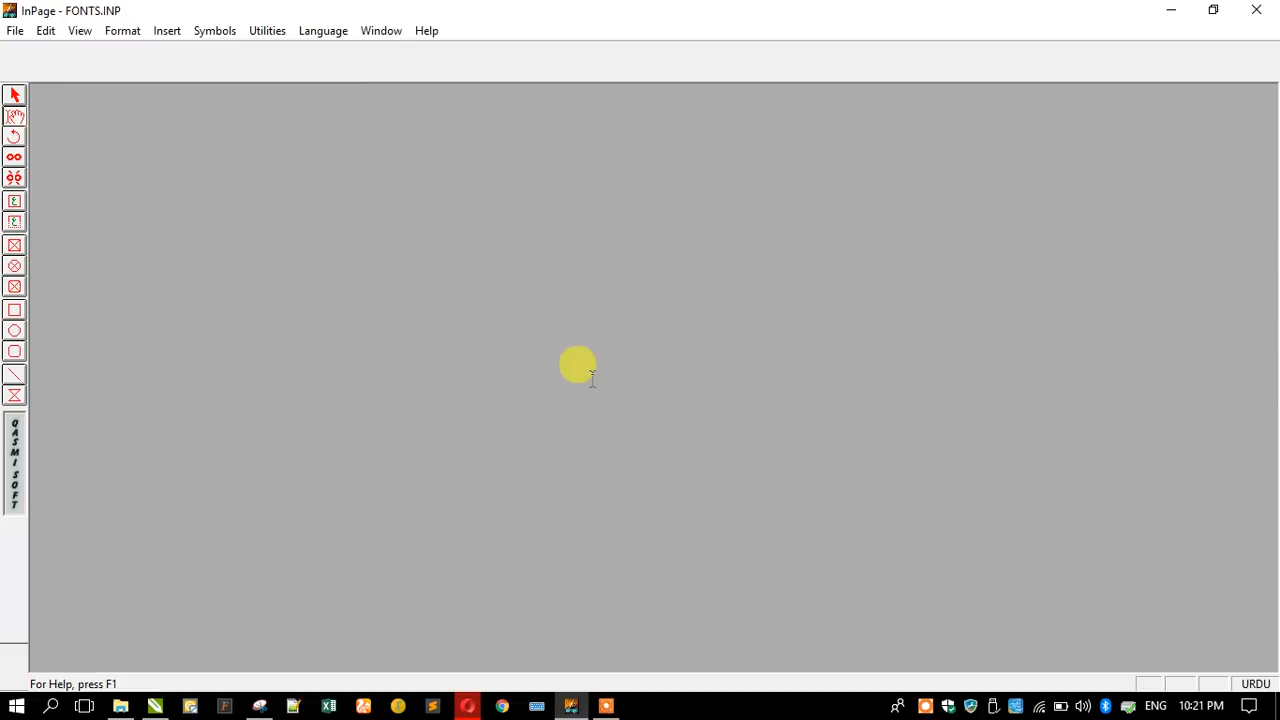 InPage - FONTS.INP
File Edit View Format Insert Symbols Utilities Language Window Help
QASMI SOFT
For Help, press F1
URDU
ENG 10:21 PM